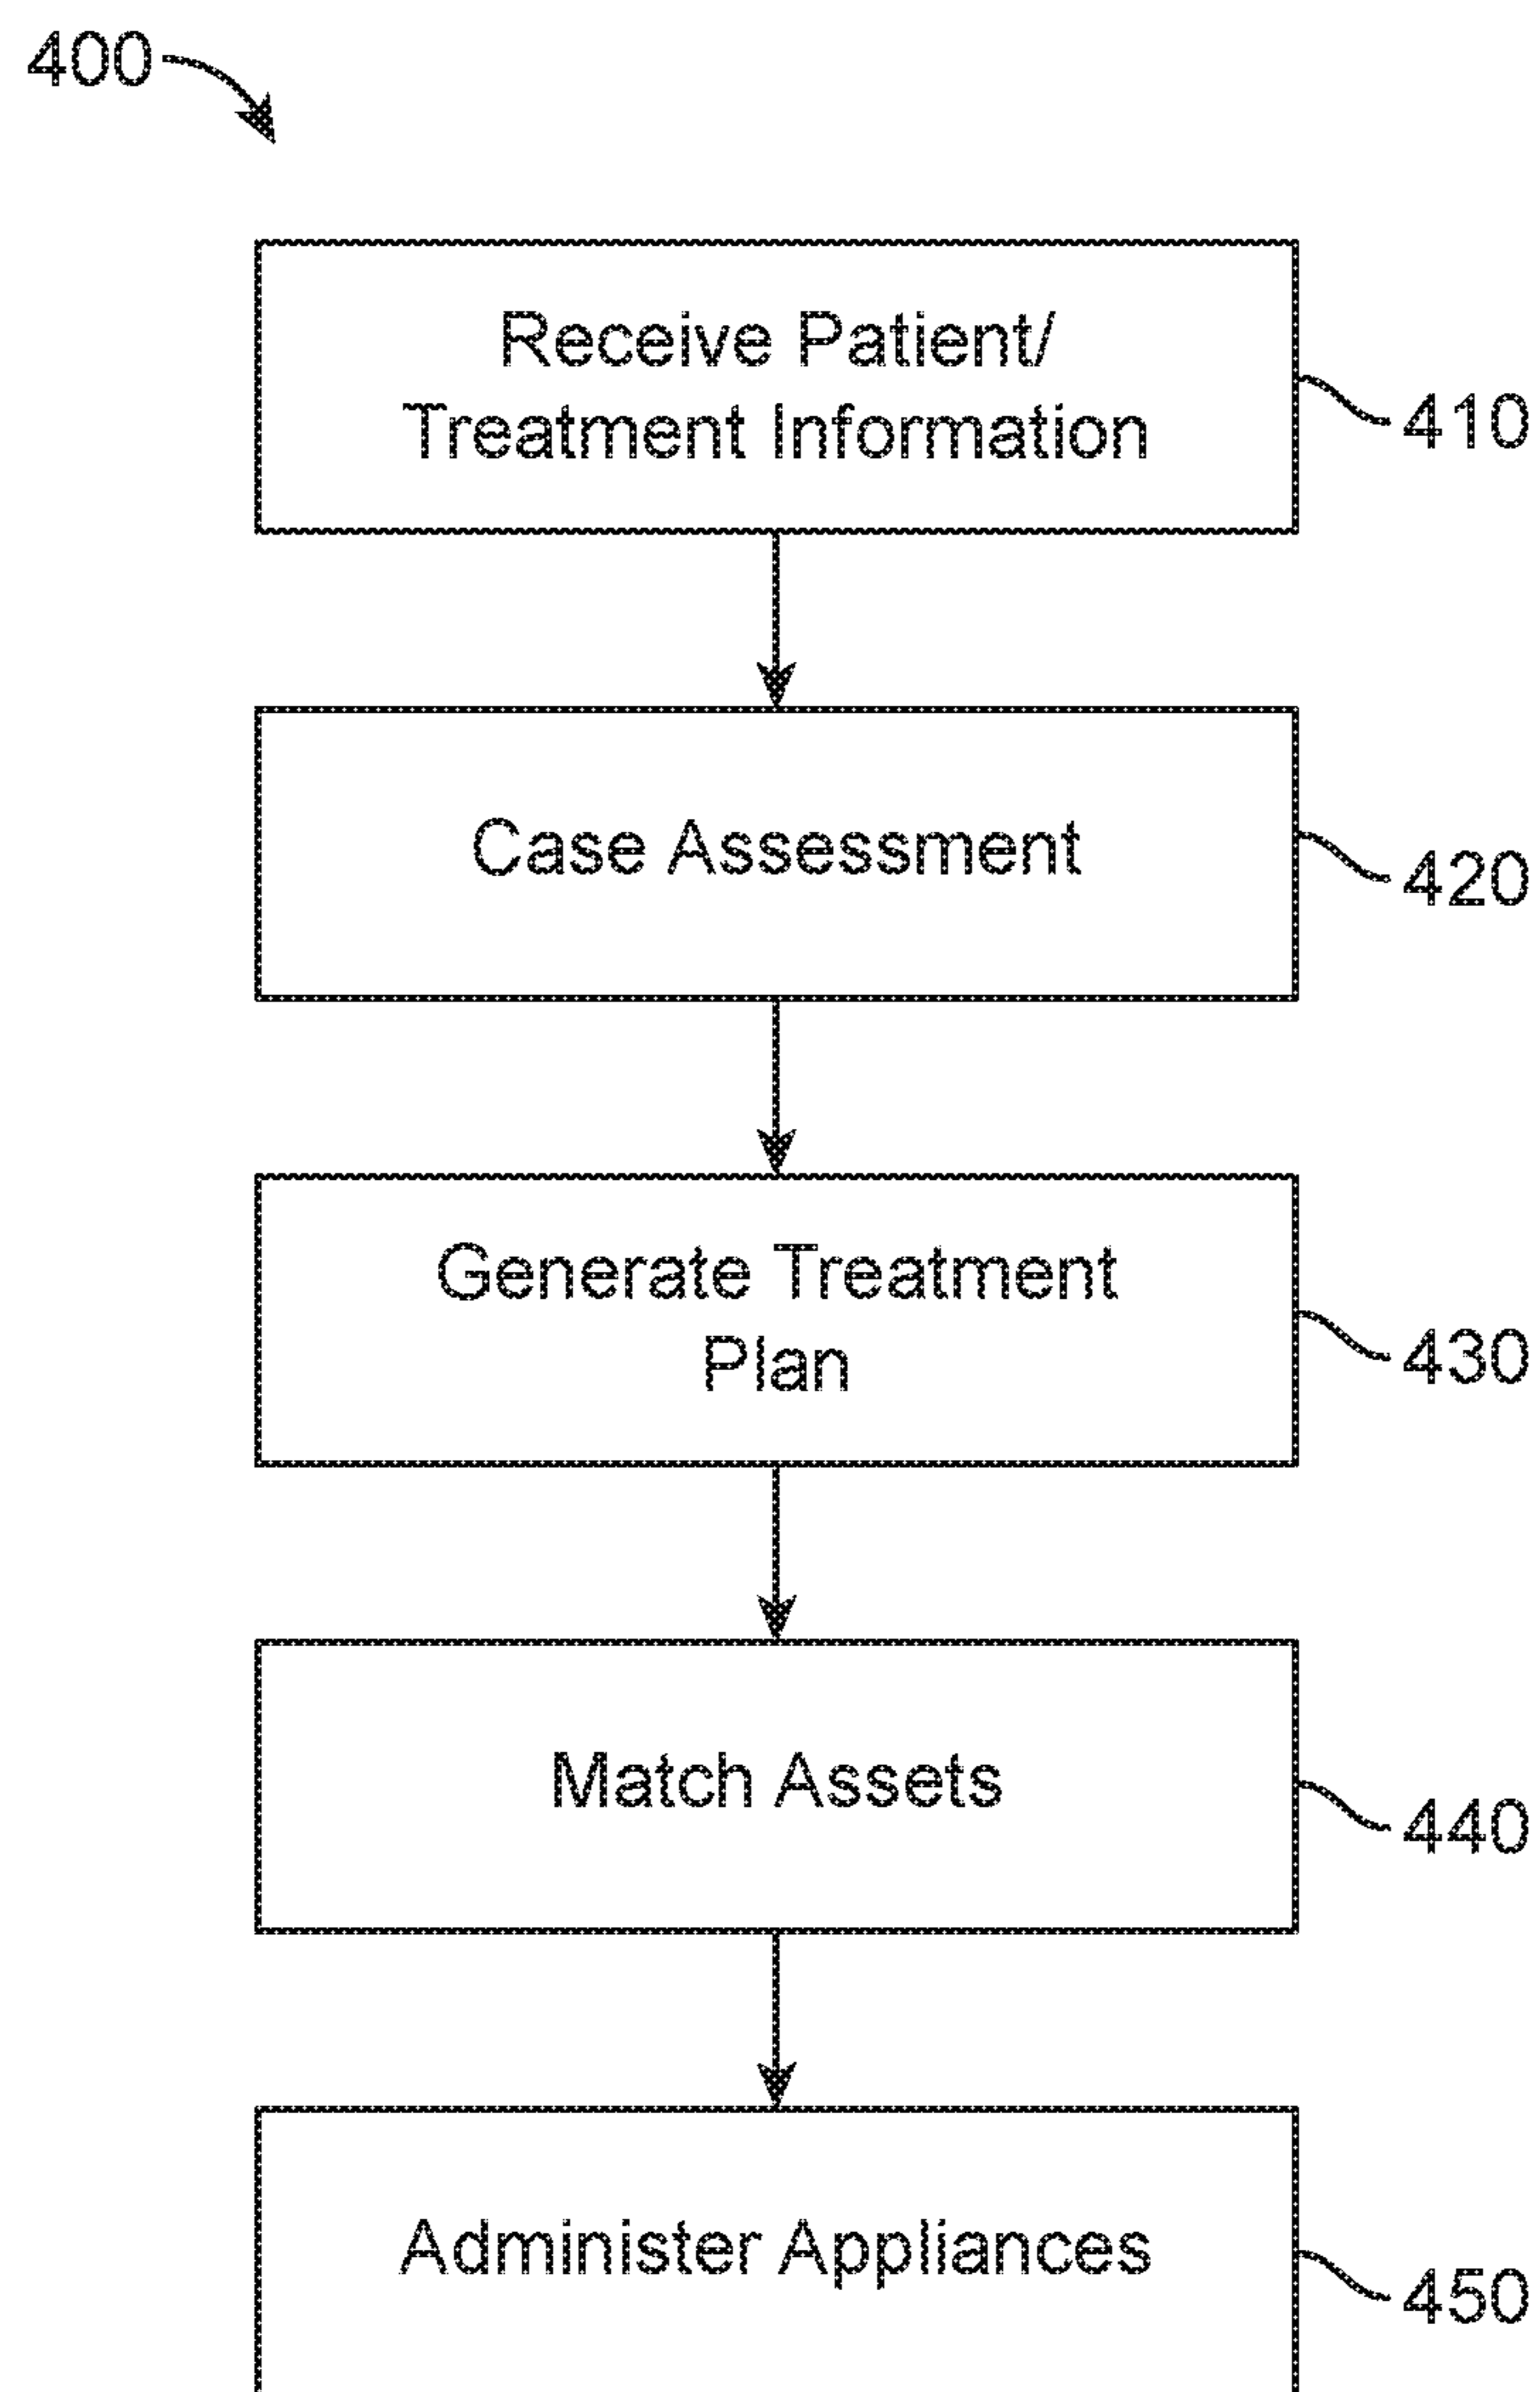 400
Receive Patient/
Treatment Information
410
Case Assessment
420
Generate Treatment
Plan
430
Match Assets
440
Administer Appliances
450